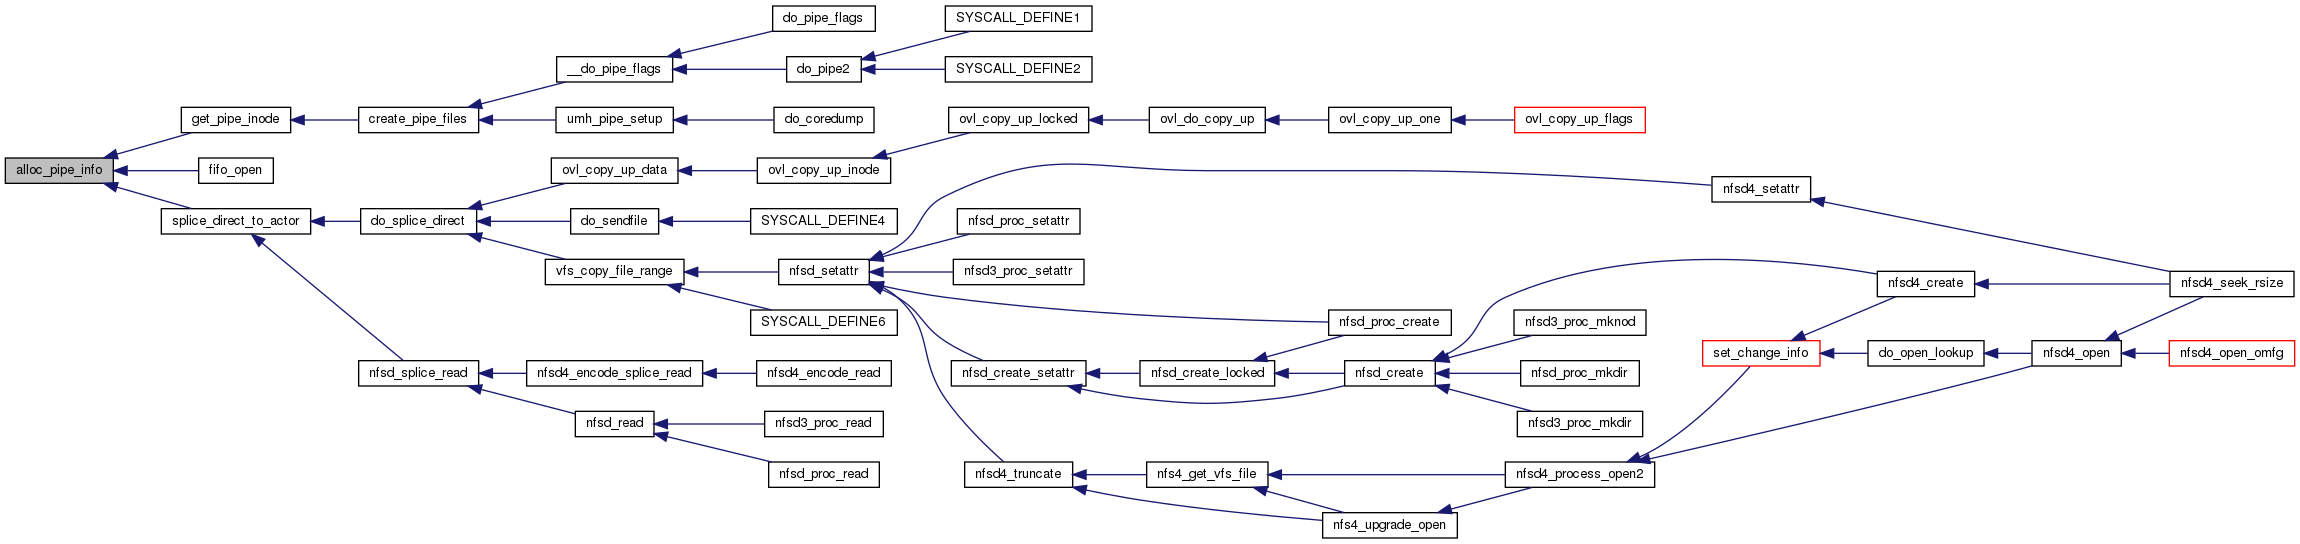 do_pipe_flags
SYSCALL_DEFINE1
__do_pipe_flags
do_pipe2
SYSCALL_DEFINE2
get_pipe_inode
create_pipe_files
umh_pipe_setup
do_coredump
ovl_copy_up_locked
ovl_do_copy_up
ovl_copy_up_one
ovl_copy_up_flags
alloc_pipe_info
fifo_open
ovl_copy_up_data
ovl_copy_up_inode
nfsd4_setattr
splice_direct_to_actor
do_splice_direct
do_sendfile
SYSCALL_DEFINE4
nfsd_proc_setattr
vfs_copy_file_range
nfsd_setattr
nfsd3_proc_setattr
nfsd4_create
nfsd4_seek_rsize
SYSCALL_DEFINE6
nfsd_proc_create
nfsd3_proc_mknod
set_change_info
do_open_lookup
nfsd4_open
nfsd4_open_omfg
nfsd_splice_read
nfsd4_encode_splice_read
nfsd4_encode_read
nfsd_create_setattr
nfsd_create_locked
nfsd_create
nfsd_proc_mkdir
nfsd_read
nfsd3_proc_read
nfsd3_proc_mkdir
nfsd_proc_read
nfsd4_truncate
nfs4_get_vfs_file
nfsd4_process_open2
nfs4_upgrade_open